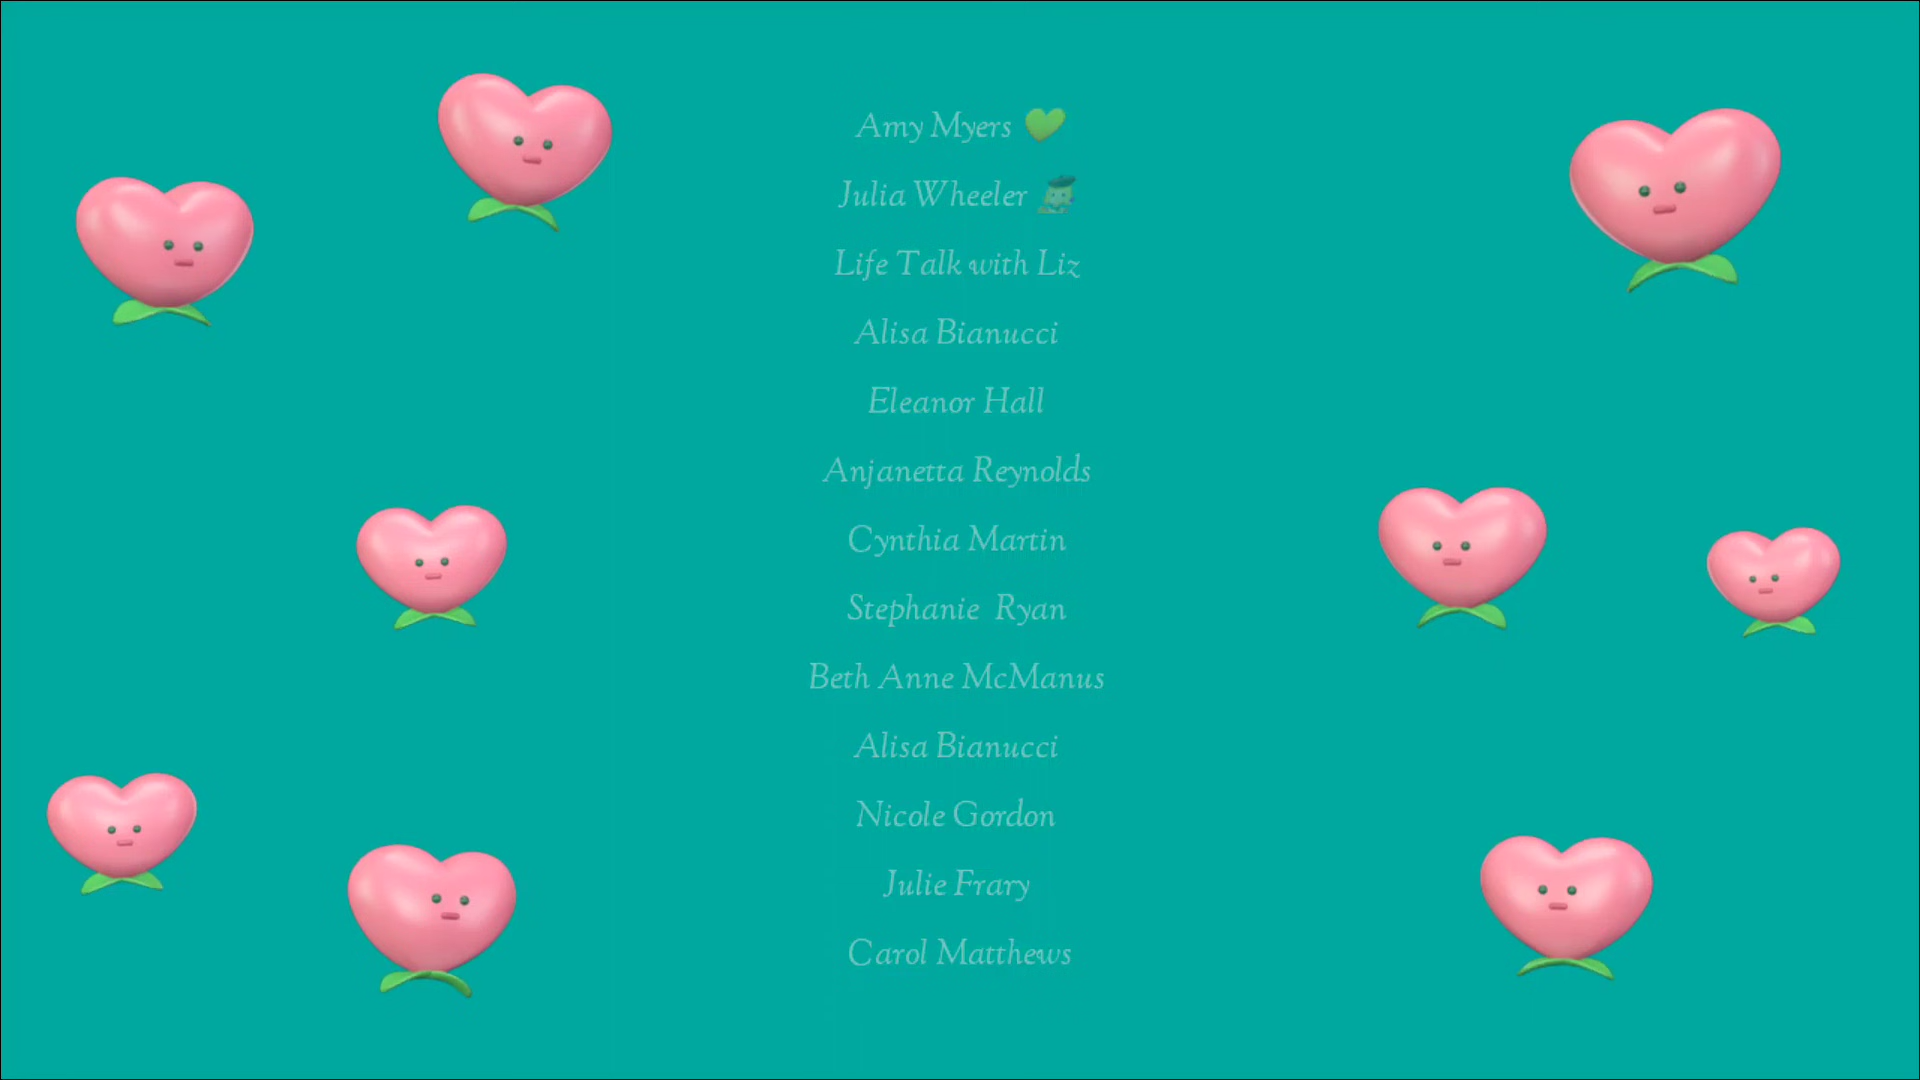 Amy Myers 💚
Julia Wheeler
Life Talk with Liz
Alisa Bianucci
Eleanor Hall
Anjanetta Reynolds
Cynthia Martin
Stephanie  Ryan
Beth Anne McManus
Alisa Bianucci
Nicole Gordon
Julie Frary
Carol Matthews